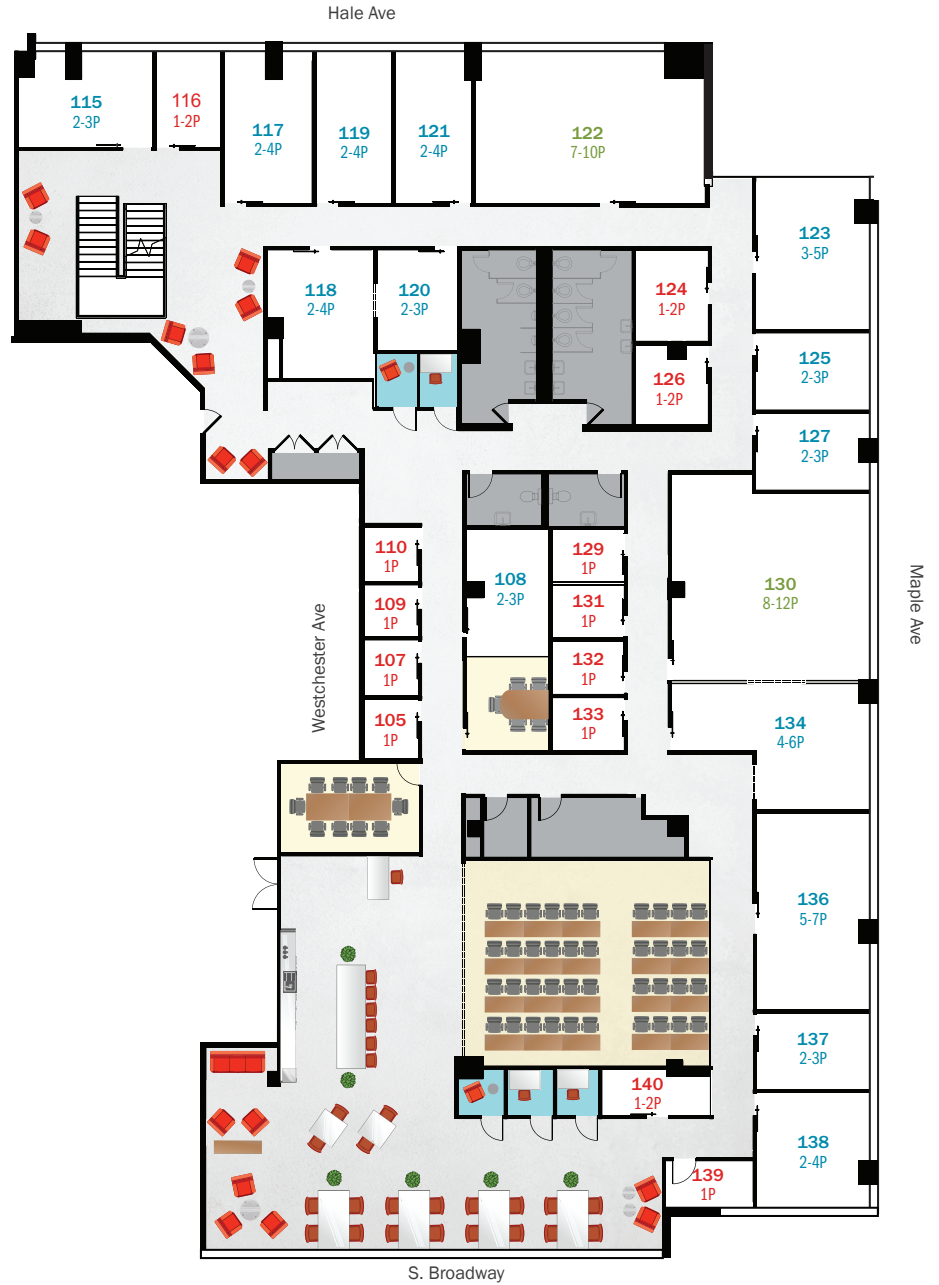 Hale Ave
115
2-3P
116
1-2P
117
2-4P
119
2-4P
121
2-4P
122
7-10P
123
3-5P
118
2-4P
120
2-3P
124
1-2P
125
2-3P
126
1-2P
127
2-3P
110
1P
108
2-3P
129
1P
130
8-12P
109
1P
131
1P
107
1P
132
1P
105
1P
133
1P
134
4-6P
Westchester Ave
Maple Ave
136
5-7P
137
2-3P
140
1-2P
138
2-4P
139
1P
S. Broadway